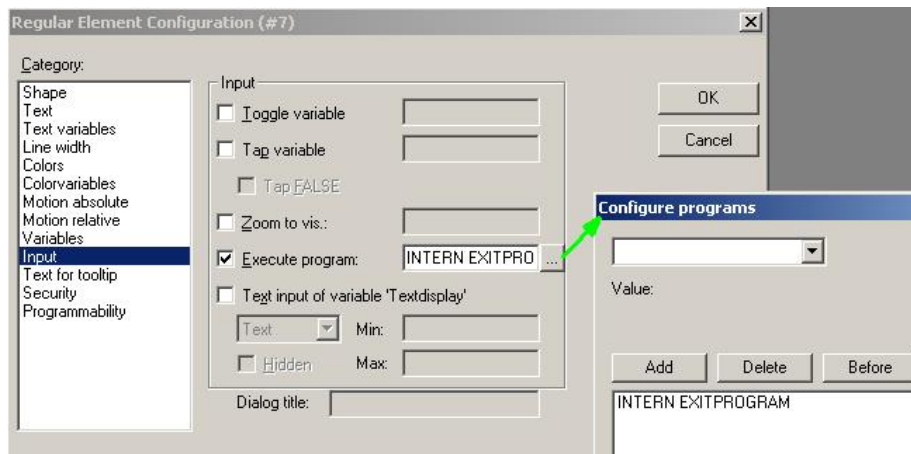 Regular Element Configuration (#7)
Category:
Shape
Text
Text variables
Line width
Colors
Colorvariables
Motion absolute
Motion relative
Variables
Input
Text for tooltip
Security
Programmability
Input
Toggle variable
Tap variable
Tap FALSE
Zoom to vis.:
Execute program: INTERN EXITPRO ...
Text input of variable 'Textdisplay'
Text Min:
Hidden Max:
Dialog title:
OK
Cancel
Configure programs
Value:
Add Delete Before
INTERN EXITPROGRAM